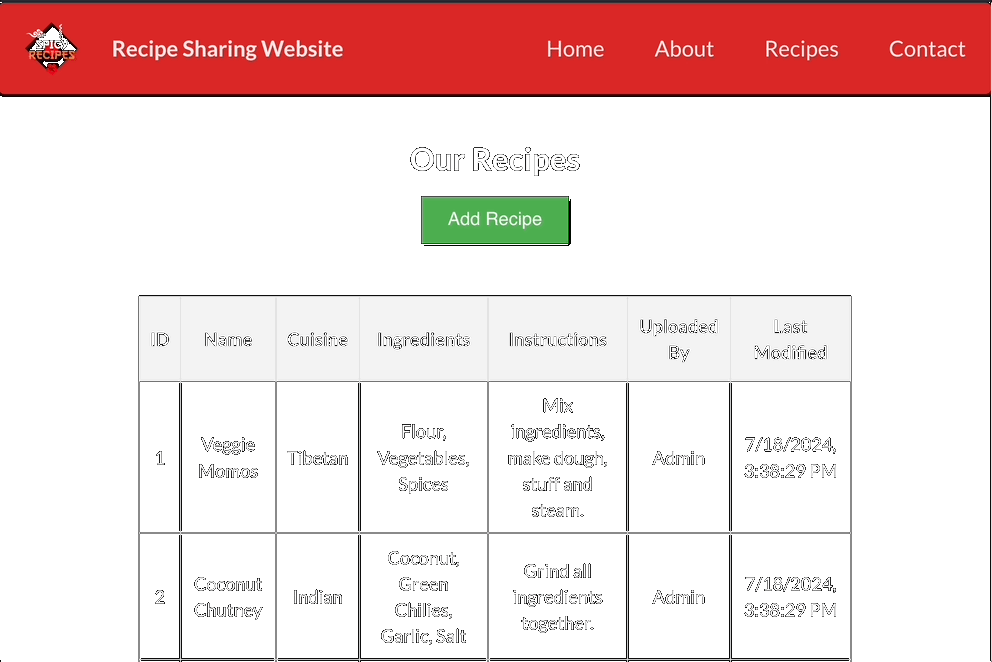 EPIC
RECIPES
Recipe Sharing Website
Home
About
Recipes
Contact
Our Recipes
Add Recipe
ID
Name
Cuisine
Ingredients
Instructions
Uploaded
By
Last
Modified
1
Veggie
Momos
Tibetan
Flour,
Vegetables,
Spices
Mix
ingredients,
make dough,
stuff and
steam.
Admin
7/18/2024,
3:38:29 PM
2
Coconut
Chutney
Indian
Coconut,
Green
Chilies,
Garlic, Salt
Grind all
ingredients
together.
Admin
7/18/2024,
3:38:29 PM